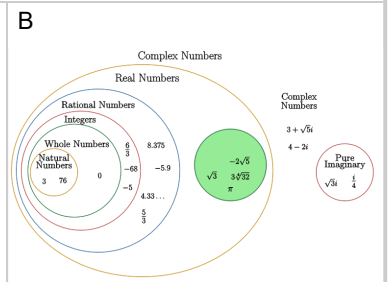 B
Complex Numbers
Real Numbers
Rational Numbers
Integers
Whole Numbers
Natural
Numbers
3 76
0
6/3
-68
-5
8.375
-5.9
4.33...
5/3
-2√5
√3 3∜32
π
Complex
Numbers
3 + √5i
4 − 2i
Pure
Imaginary
√3i i/4